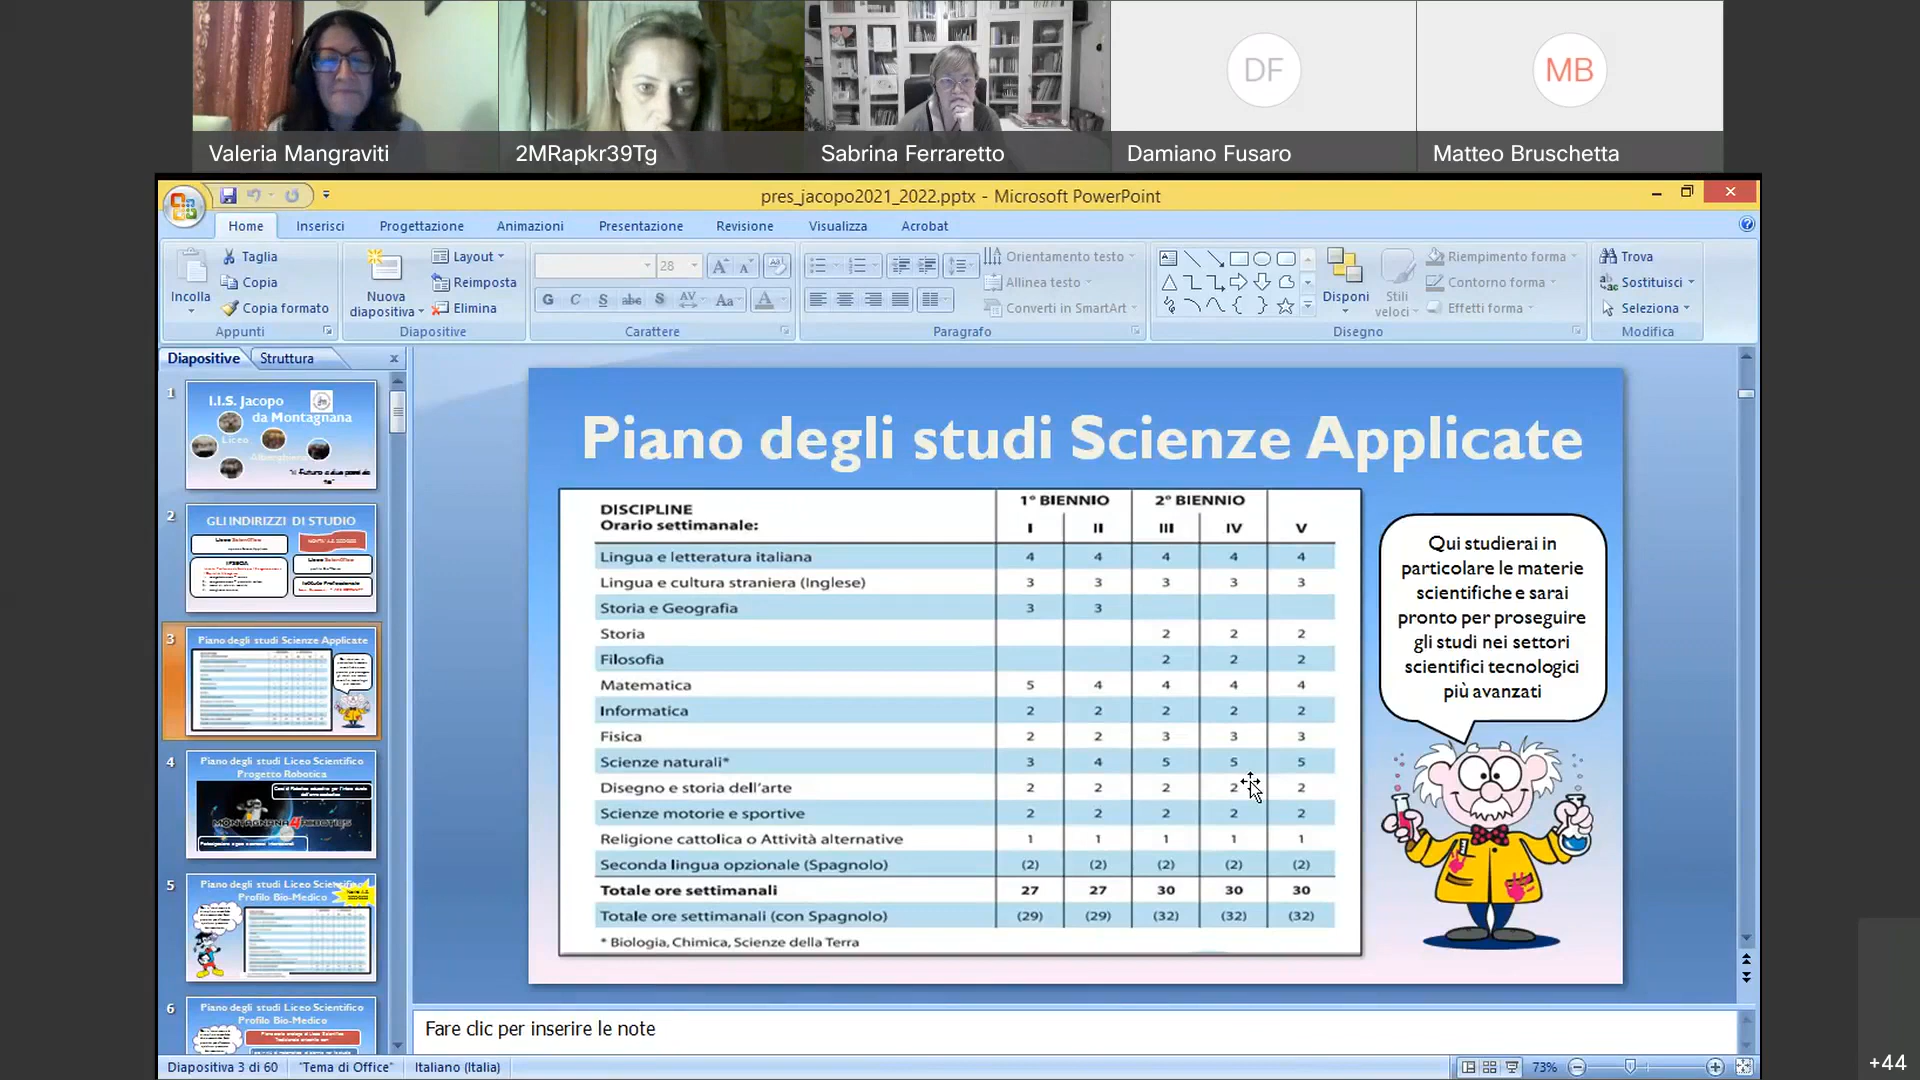 DF
MB
Valeria Mangraviti
2MRapkr39Tg
Sabrina Ferraretto
Damiano Fusaro
Matteo Bruschetta
pres_jacopo2021_2022.pptx - Microsoft PowerPoint
Home Inserisci Progettazione Animazioni Presentazione Revisione Visualizza Acrobat
Incolla
Taglia
Copia
Copia formato
Appunti
Nuova diapositiva
Layout
Reimposta
Elimina
Diapositive
28
G C S abc S AV Aa A
Carattere
Orientamento testo
Allinea testo
Converti in SmartArt
Paragrafo
Disponi
Stili veloci
Riempimento forma
Contorno forma
Effetti forma
Disegno
Trova
Sostituisci
Seleziona
Modifica
Diapositive Struttura
1
I.I.S. Jacopo
da Montagnana
Liceo
2
GLI INDIRIZZI DI STUDIO
3
Piano degli studi Scienze Applicate
4
Piano degli studi Liceo Scientifico
Progetto Robotica
MONTAGNANA4ROBOTICS
5
Piano degli studi Liceo Scientifico
Profilo Bio-Medico
6
Piano degli studi Liceo Scientifico
Profilo Bio-Medico
Piano degli studi Scienze Applicate
DISCIPLINE
Orario settimanale:
1° BIENNIO 2° BIENNIO
I II III IV V
Lingua e letteratura italiana 4 4 4 4 4
Lingua e cultura straniera (Inglese) 3 3 3 3 3
Storia e Geografia 3 3
Storia 2 2 2
Filosofia 2 2 2
Matematica 5 4 4 4 4
Informatica 2 2 2 2 2
Fisica 2 2 3 3 3
Scienze naturali* 3 4 5 5 5
Disegno e storia dell'arte 2 2 2 2 2
Scienze motorie e sportive 2 2 2 2 2
Religione cattolica o Attività alternative 1 1 1 1 1
Seconda lingua opzionale (Spagnolo) (2) (2) (2) (2) (2)
Totale ore settimanali 27 27 30 30 30
Totale ore settimanali (con Spagnolo) (29) (29) (32) (32) (32)
* Biologia, Chimica, Scienze della Terra
Qui studierai in
particolare le materie
scientifiche e sarai
pronto per proseguire
gli studi nei settori
scientifici tecnologici
più avanzati
Fare clic per inserire le note
Diapositiva 3 di 60 "Tema di Office" Italiano (Italia)
73%
+44